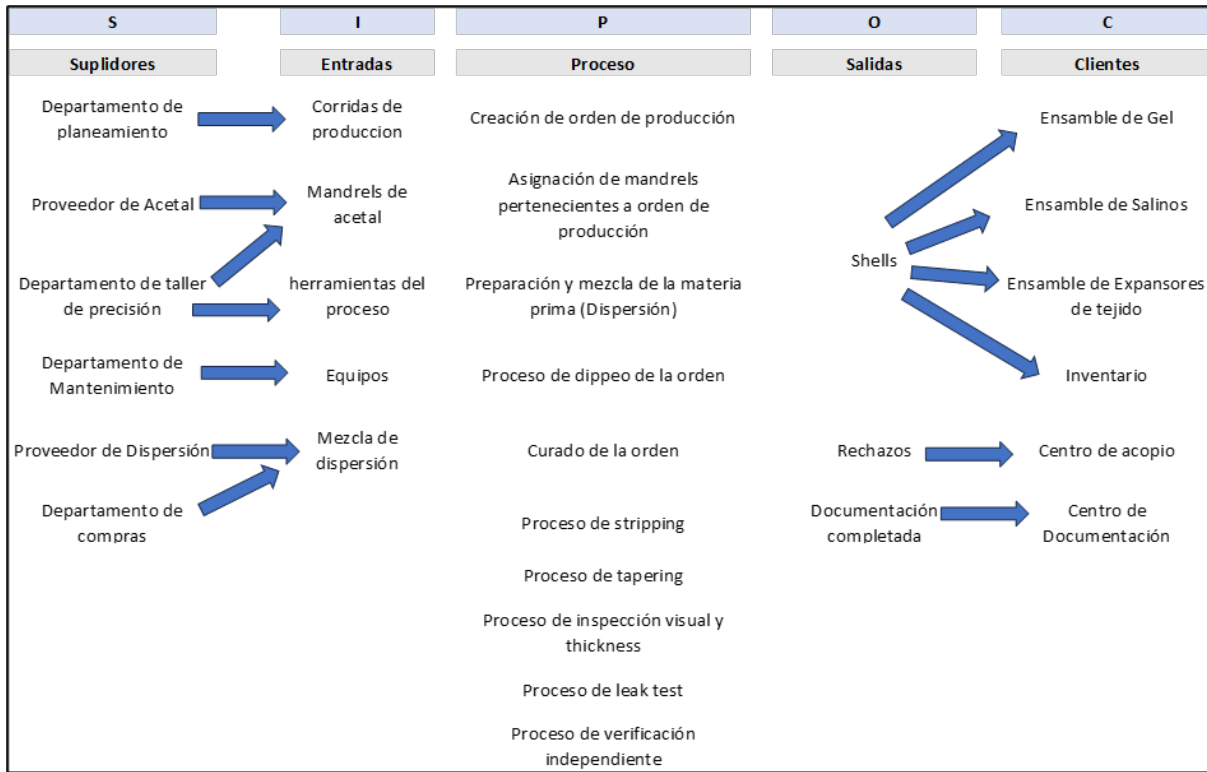 S I P O C
Suplidores Entradas Proceso Salidas Clientes
Departamento de
planeamiento
Corridas de
produccion
Creación de orden de producción
Ensamble de Gel
Proveedor de Acetal
Mandrels de
acetal
Asignación de mandrels
pertenecientes a orden de
producción
Ensamble de Salinos
Departamento de taller
de precisión
herramientas del
proceso
Preparación y mezcla de la materia
prima (Dispersión)
Shells
Ensamble de Expansores
de tejido
Departamento de
Mantenimiento
Equipos
Proceso de dippeo de la orden
Inventario
Proveedor de Dispersión
Mezcla de
dispersión
Curado de la orden
Rechazos
Centro de acopio
Departamento de
compras
Proceso de stripping
Documentación
completada
Centro de
Documentación
Proceso de tapering
Proceso de inspección visual y
thickness
Proceso de leak test
Proceso de verificación
independiente